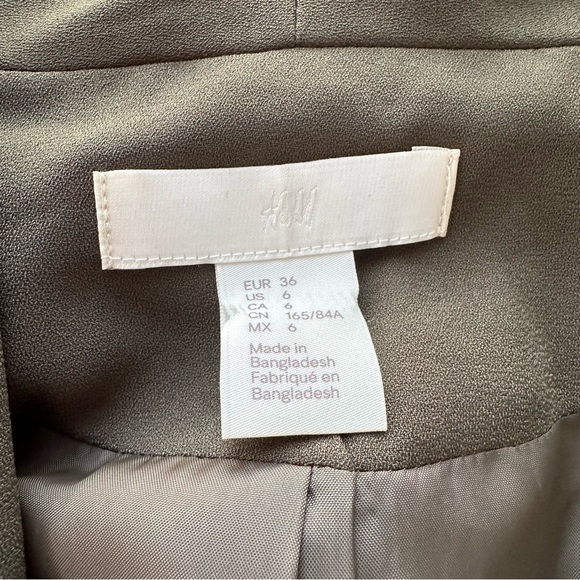 H&M
EUR 36
US 6
CA 6
CN 165/84A
MX 6
Made in
Bangladesh
Fabriqué en
Bangladesh